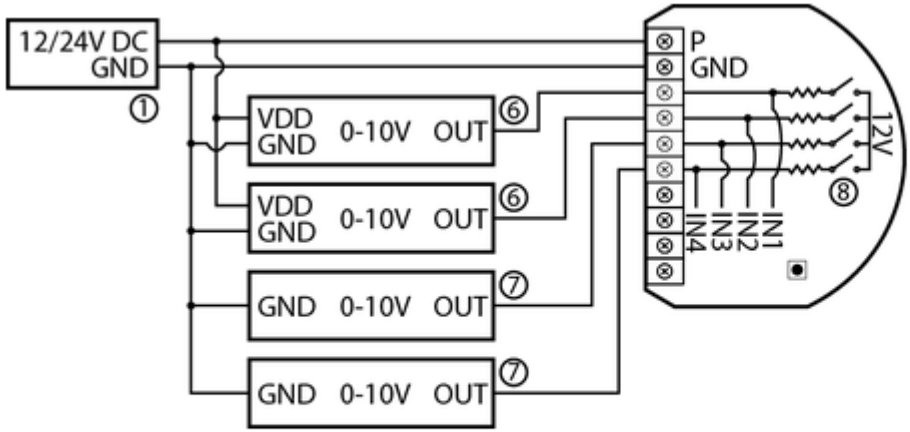 12/24V DC
GND
①
P
GND
VDD
GND
0-10V
OUT
⑥
VDD
GND
0-10V
OUT
⑥
GND
0-10V
OUT
⑦
GND
0-10V
OUT
⑦
12V
⑧
IN4
IN3
IN2
IN1